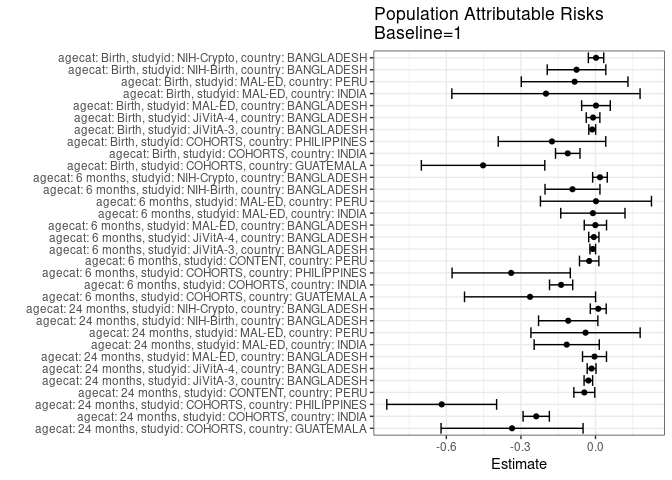 Population Attributable Risks
Baseline=1
agecat: Birth, studyid: NIH-Crypto, country: BANGLADESH
agecat: Birth, studyid: NIH-Birth, country: BANGLADESH
agecat: Birth, studyid: MAL-ED, country: PERU
agecat: Birth, studyid: MAL-ED, country: INDIA
agecat: Birth, studyid: MAL-ED, country: BANGLADESH
agecat: Birth, studyid: JiVitA-4, country: BANGLADESH
agecat: Birth, studyid: JiVitA-3, country: BANGLADESH
agecat: Birth, studyid: COHORTS, country: PHILIPPINES
agecat: Birth, studyid: COHORTS, country: INDIA
agecat: Birth, studyid: COHORTS, country: GUATEMALA
agecat: 6 months, studyid: NIH-Crypto, country: BANGLADESH
agecat: 6 months, studyid: NIH-Birth, country: BANGLADESH
agecat: 6 months, studyid: MAL-ED, country: PERU
agecat: 6 months, studyid: MAL-ED, country: INDIA
agecat: 6 months, studyid: MAL-ED, country: BANGLADESH
agecat: 6 months, studyid: JiVitA-4, country: BANGLADESH
agecat: 6 months, studyid: JiVitA-3, country: BANGLADESH
agecat: 6 months, studyid: CONTENT, country: PERU
agecat: 6 months, studyid: COHORTS, country: PHILIPPINES
agecat: 6 months, studyid: COHORTS, country: INDIA
agecat: 6 months, studyid: COHORTS, country: GUATEMALA
agecat: 24 months, studyid: NIH-Crypto, country: BANGLADESH
agecat: 24 months, studyid: NIH-Birth, country: BANGLADESH
agecat: 24 months, studyid: MAL-ED, country: PERU
agecat: 24 months, studyid: MAL-ED, country: INDIA
agecat: 24 months, studyid: MAL-ED, country: BANGLADESH
agecat: 24 months, studyid: JiVitA-4, country: BANGLADESH
agecat: 24 months, studyid: JiVitA-3, country: BANGLADESH
agecat: 24 months, studyid: CONTENT, country: PERU
agecat: 24 months, studyid: COHORTS, country: PHILIPPINES
agecat: 24 months, studyid: COHORTS, country: INDIA
agecat: 24 months, studyid: COHORTS, country: GUATEMALA
-0.6 -0.3 0.0
Estimate